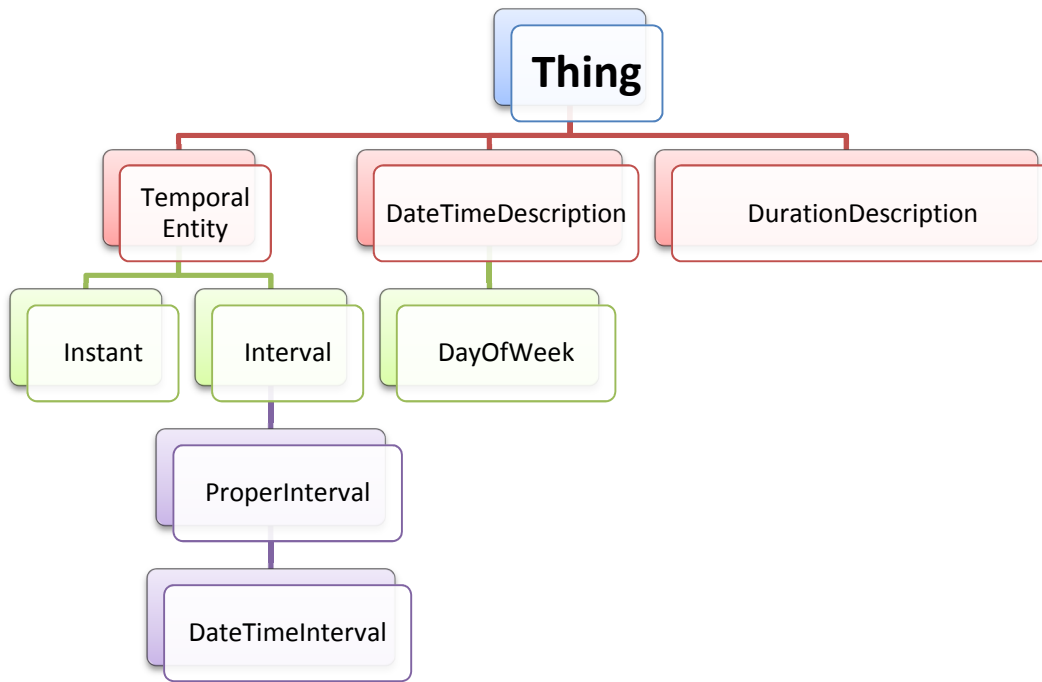 Thing
Temporal
Entity
DateTimeDescription
DurationDescription
Instant
Interval
DayOfWeek
ProperInterval
DateTimeInterval